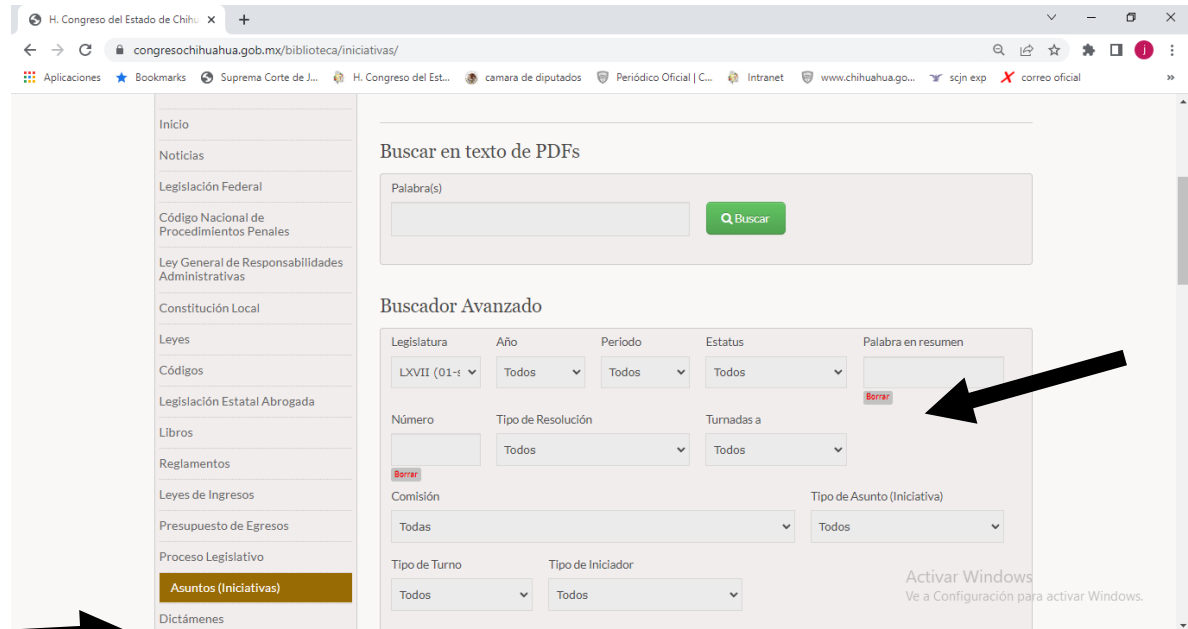 H. Congreso del Estado de Chihu
congresochihuahua.gob.mx/biblioteca/iniciativas/
j
Aplicaciones Bookmarks Suprema Corte de J... H. Congreso del Est... camara de diputados Periódico Oficial | C... Intranet www.chihuahua.go... scjn exp correo oficial »
Inicio
Noticias
Legislación Federal
Código Nacional de
Procedimientos Penales
Ley General de Responsabilidades
Administrativas
Constitución Local
Leyes
Códigos
Legislación Estatal Abrogada
Libros
Reglamentos
Leyes de Ingresos
Presupuesto de Egresos
Proceso Legislativo
Asuntos (Iniciativas)
Dictámenes
Buscar en texto de PDFs
Palabra(s)
Buscar
Buscador Avanzado
Legislatura Año Periodo Estatus Palabra en resumen
LXVII (01-s Todos Todos Todos
Borrar
Número Tipo de Resolución Turnadas a
Todos Todos
Borrar
Comisión Tipo de Asunto (Iniciativa)
Todas Todos
Tipo de Turno Tipo de Iniciador
Todos Todos
Activar Windows
Ve a Configuración para activar Windows.